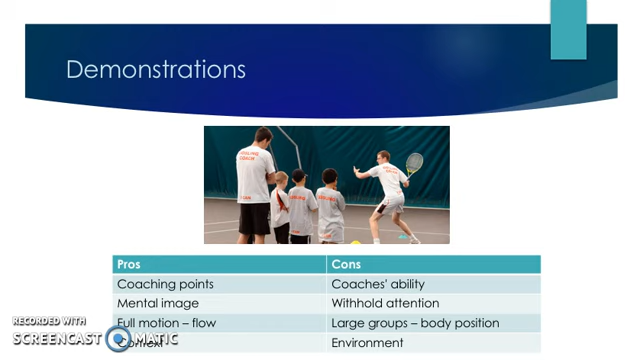 Demonstrations
Pros Cons
Coaching points Coaches' ability
Mental image Withhold attention
Full motion – flow Large groups – body position
Context Environment
RECORDED WITH
SCREENCAST MATIC